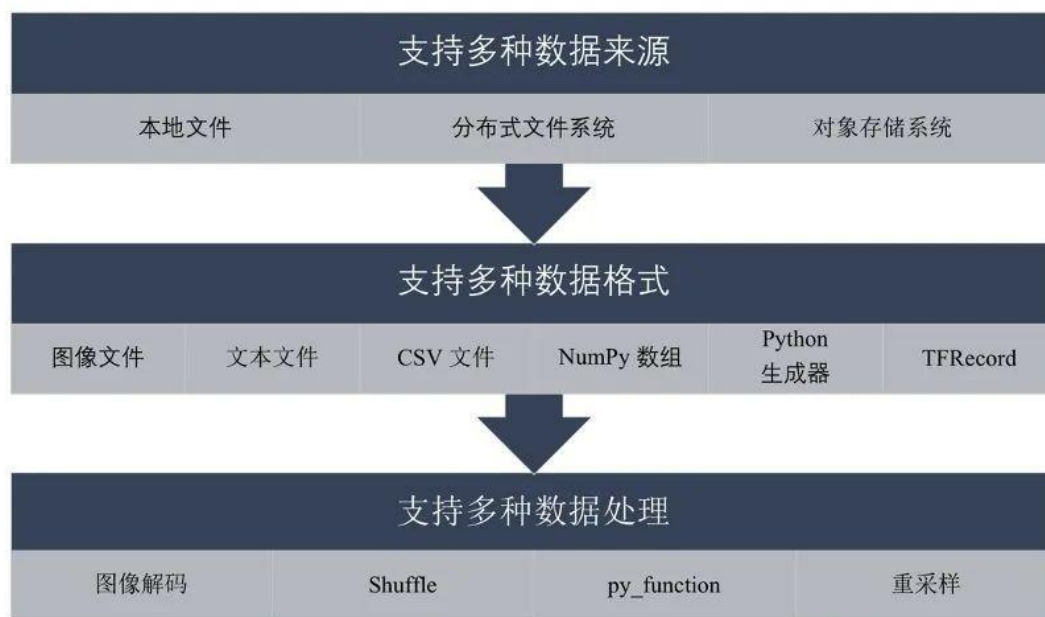 支持多种数据来源
本地文件
分布式文件系统
对象存储系统
支持多种数据格式
图像文件
文本文件
CSV 文件
NumPy 数组
Python
生成器
TFRecord
支持多种数据处理
图像解码
Shuffle
py_function
重采样